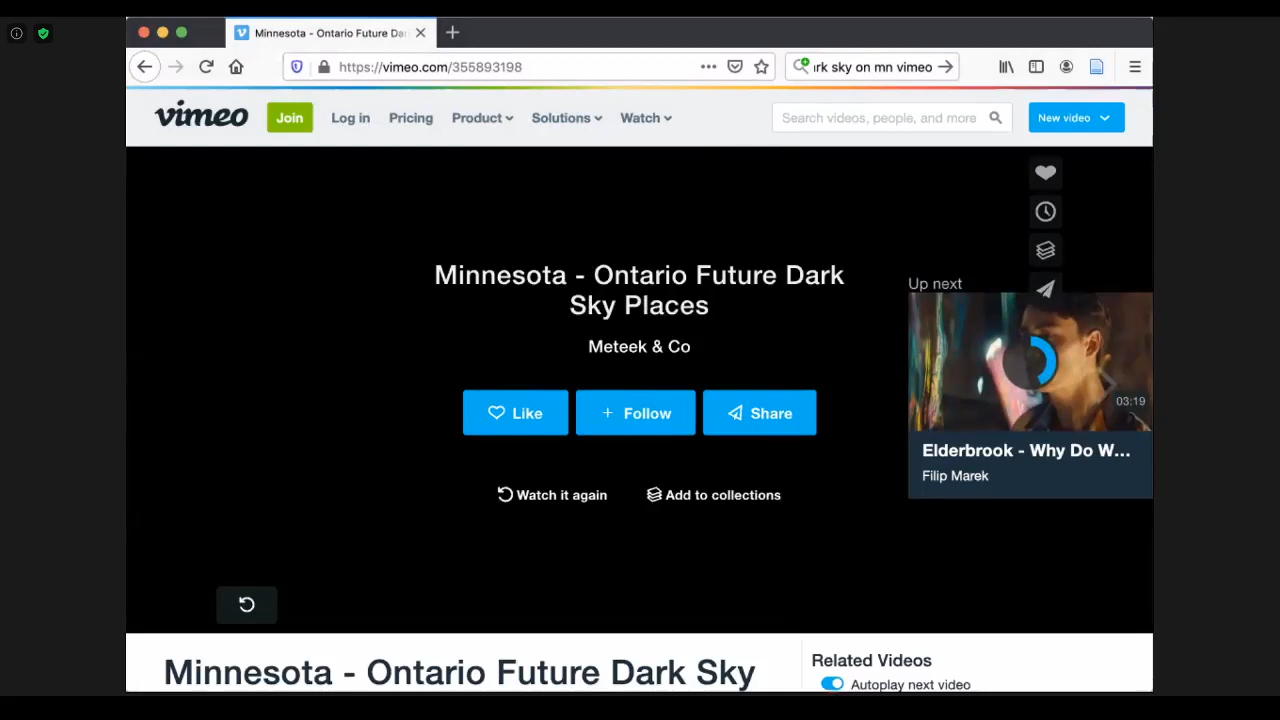 Minnesota - Ontario Future Da
https://vimeo.com/355893198
rk sky on mn vimeo
vimeo
Join
Log in
Pricing
Product
Solutions
Watch
Search videos, people, and more
New video
Minnesota - Ontario Future Dark
Sky Places
Meteek & Co
Like
+ Follow
Share
Watch it again
Add to collections
Up next
03:19
Elderbrook - Why Do W...
Filip Marek
Minnesota - Ontario Future Dark Sky
Related Videos
Autoplay next video